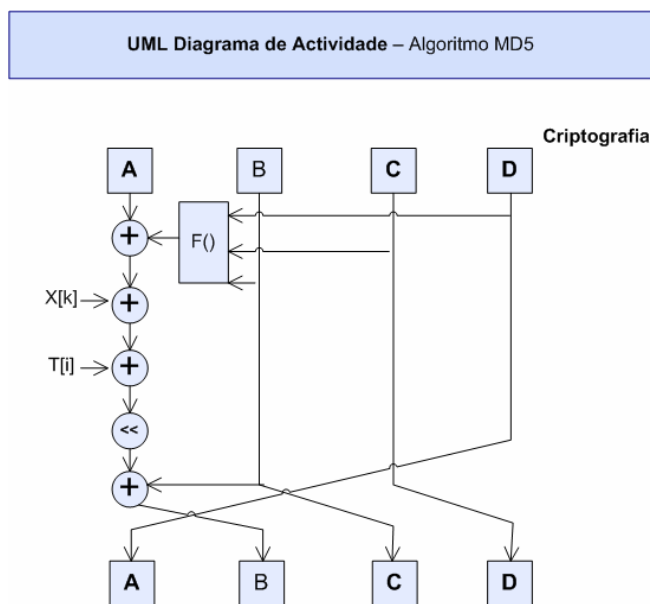 UML Diagrama de Actividade – Algoritmo MD5
Criptografia
A B C D
F()
+
X[k] +
T[i] +
<<
+
A B C D